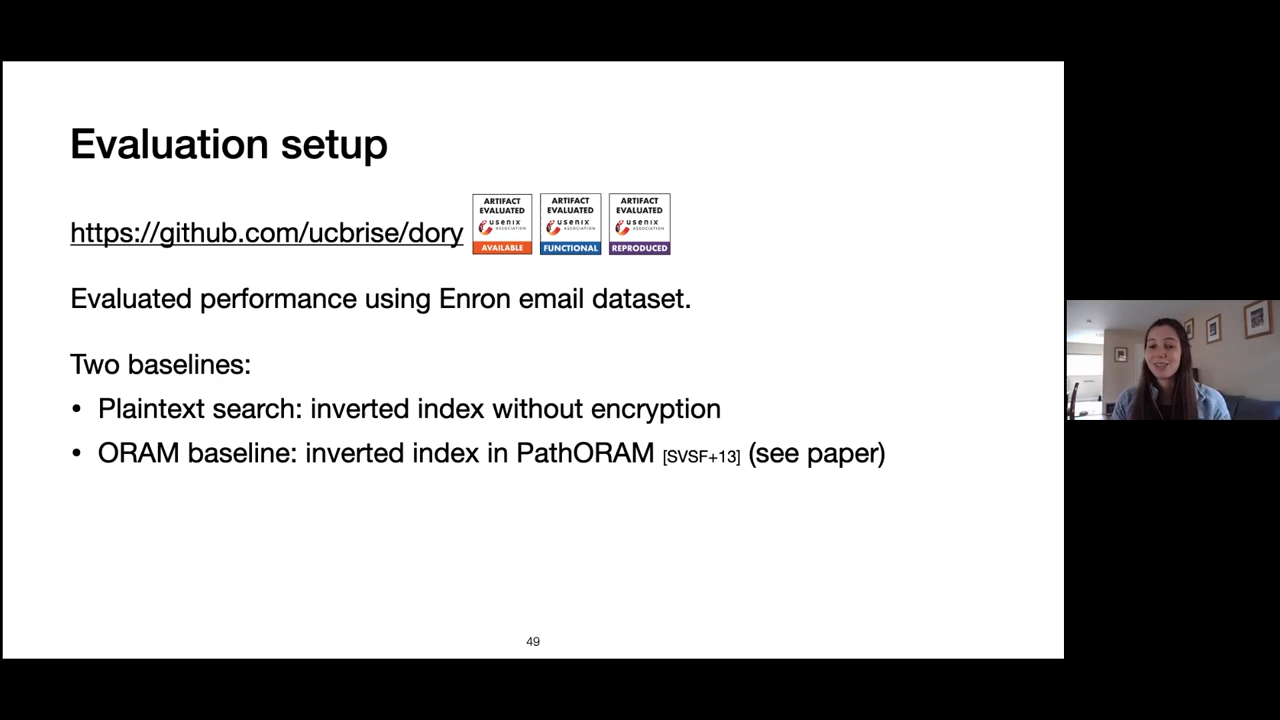 Evaluation setup
https://github.com/ucbrise/dory
ARTIFACT EVALUATED usenix ASSOCIATION AVAILABLE
ARTIFACT EVALUATED usenix ASSOCIATION FUNCTIONAL
ARTIFACT EVALUATED usenix ASSOCIATION REPRODUCED
Evaluated performance using Enron email dataset.
Two baselines:
• Plaintext search: inverted index without encryption
• ORAM baseline: inverted index in PathORAM [SVSF+13] (see paper)
49